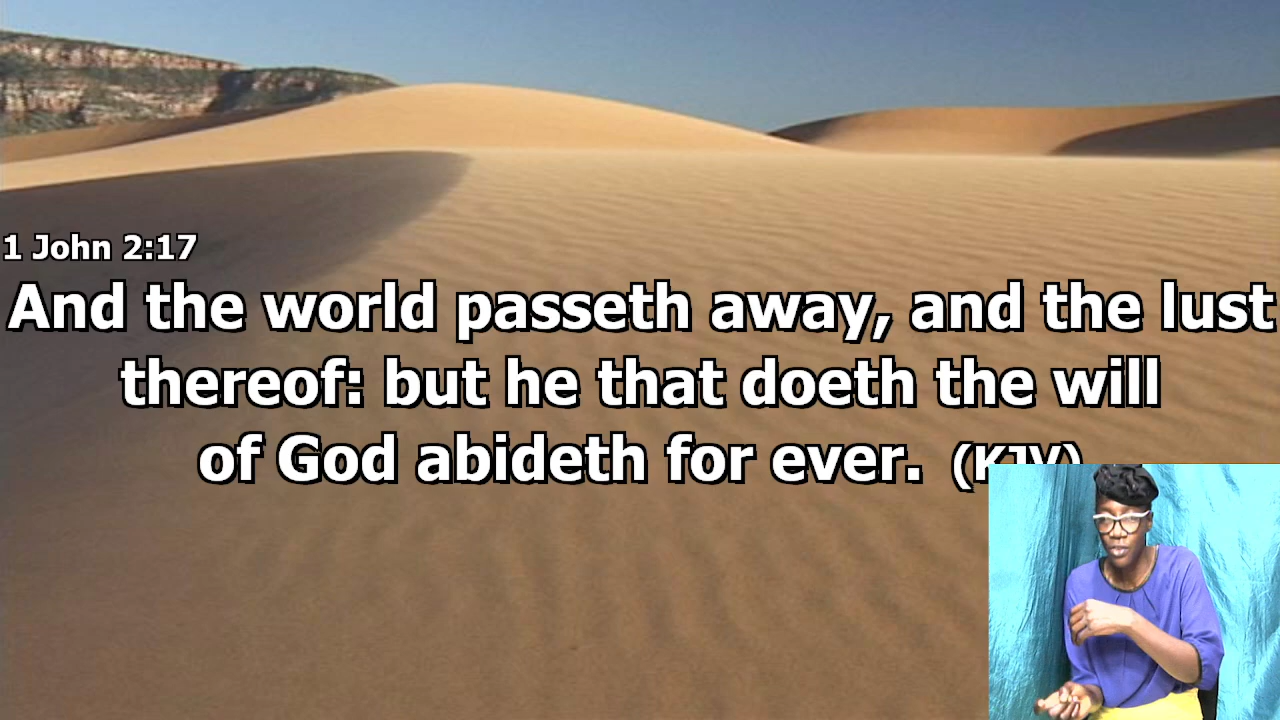 1 John 2:17
And the world passeth away, and the lust
thereof: but he that doeth the will
of God abideth for ever. (KJV)